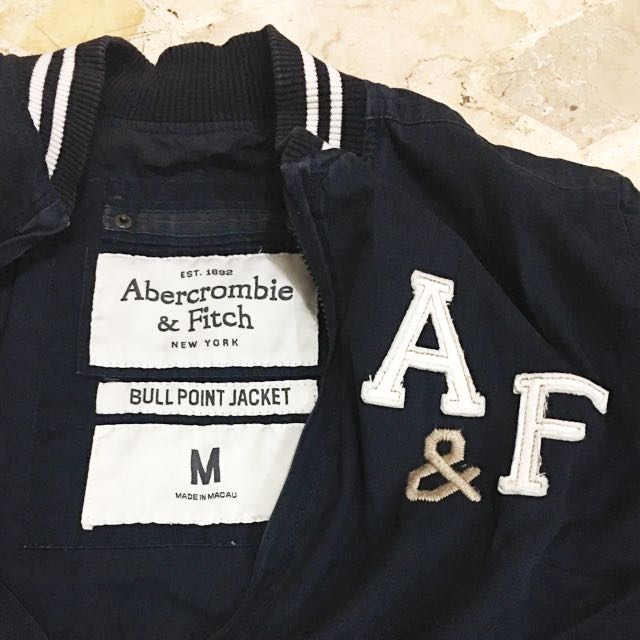 EST. 1892
Abercrombie
& Fitch
NEW YORK
BULL POINT JACKET
M
MADE IN MACAU
A
&
F